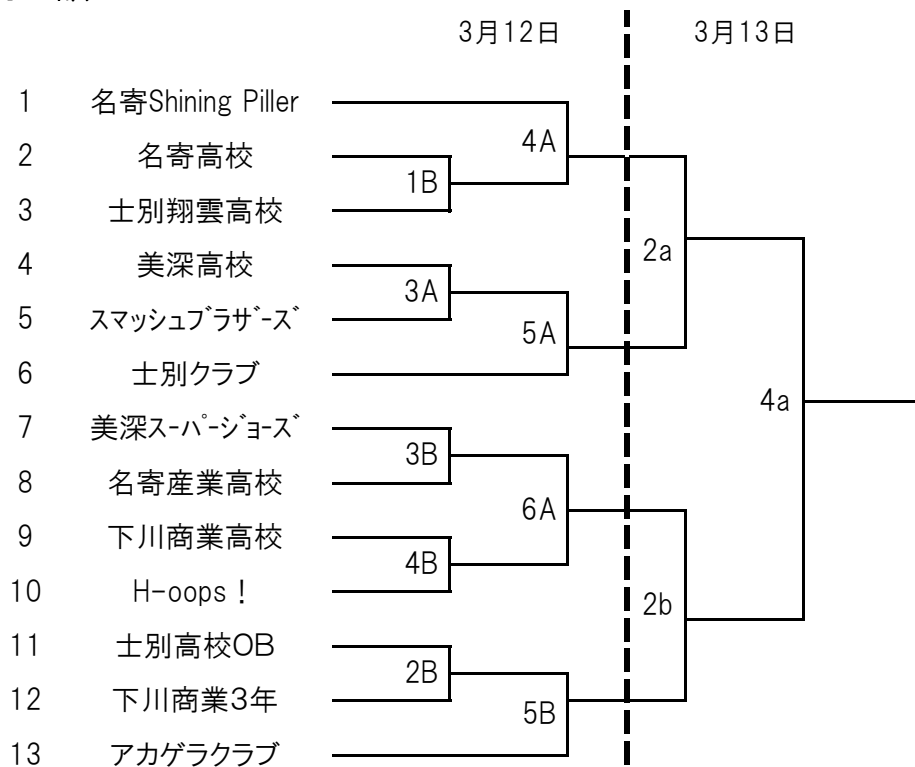 3月12日 3月13日
1 名寄Shining Piller
4A
2 名寄高校
1B
3 士別翔雲高校
2a
4 美深高校
3A
5 スマッシュブラザーズ
5A
6 士別クラブ
4a
7 美深スーパージョーズ
3B
8 名寄産業高校
6A
9 下川商業高校
4B
10 H-oops！
2b
11 士別高校OB
2B
12 下川商業3年
5B
13 アカゲラクラブ